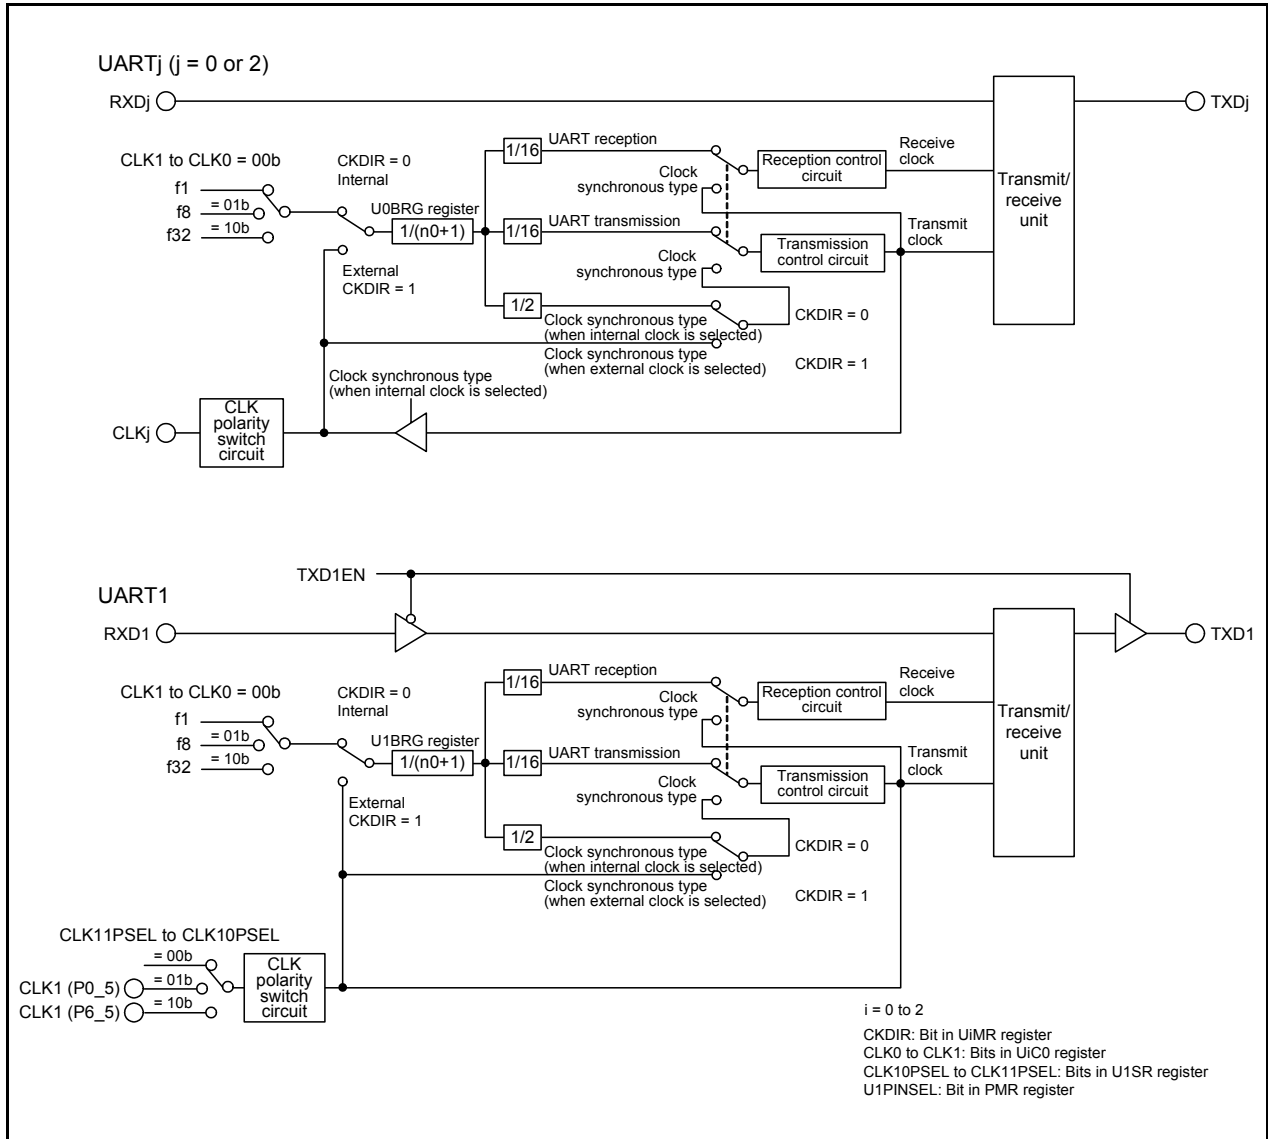 UARTj (j = 0 or 2)
RXDj
TXDj
CLK1 to CLK0 = 00b
f1
f8
= 01b
f32
= 10b
CKDIR = 0
Internal
External
CKDIR = 1
U0BRG register
1/(n0+1)
1/16
UART reception
Clock
synchronous type
1/16
UART transmission
Clock
synchronous type
1/2
Clock synchronous type
(when internal clock is selected)
Clock synchronous type
(when external clock is selected)
CKDIR = 0
CKDIR = 1
Reception control
circuit
Receive
clock
Transmission
control circuit
Transmit
clock
Transmit/
receive
unit
Clock synchronous type
(when internal clock is selected)
CLKj
CLK
polarity
switch
circuit
TXD1EN
UART1
RXD1
TXD1
CLK1 to CLK0 = 00b
f1
f8
= 01b
f32
= 10b
CKDIR = 0
Internal
External
CKDIR = 1
U1BRG register
1/(n0+1)
1/16
UART reception
Clock
synchronous type
1/16
UART transmission
Clock
synchronous type
1/2
Clock synchronous type
(when internal clock is selected)
Clock synchronous type
(when external clock is selected)
CKDIR = 0
CKDIR = 1
Reception control
circuit
Receive
clock
Transmission
control circuit
Transmit
clock
Transmit/
receive
unit
CLK11PSEL to CLK10PSEL
= 00b
CLK1 (P0_5)
= 01b
CLK1 (P6_5)
= 10b
CLK
polarity
switch
circuit
i = 0 to 2
CKDIR: Bit in UiMR register
CLK0 to CLK1: Bits in UiC0 register
CLK10PSEL to CLK11PSEL: Bits in U1SR register
U1PINSEL: Bit in PMR register